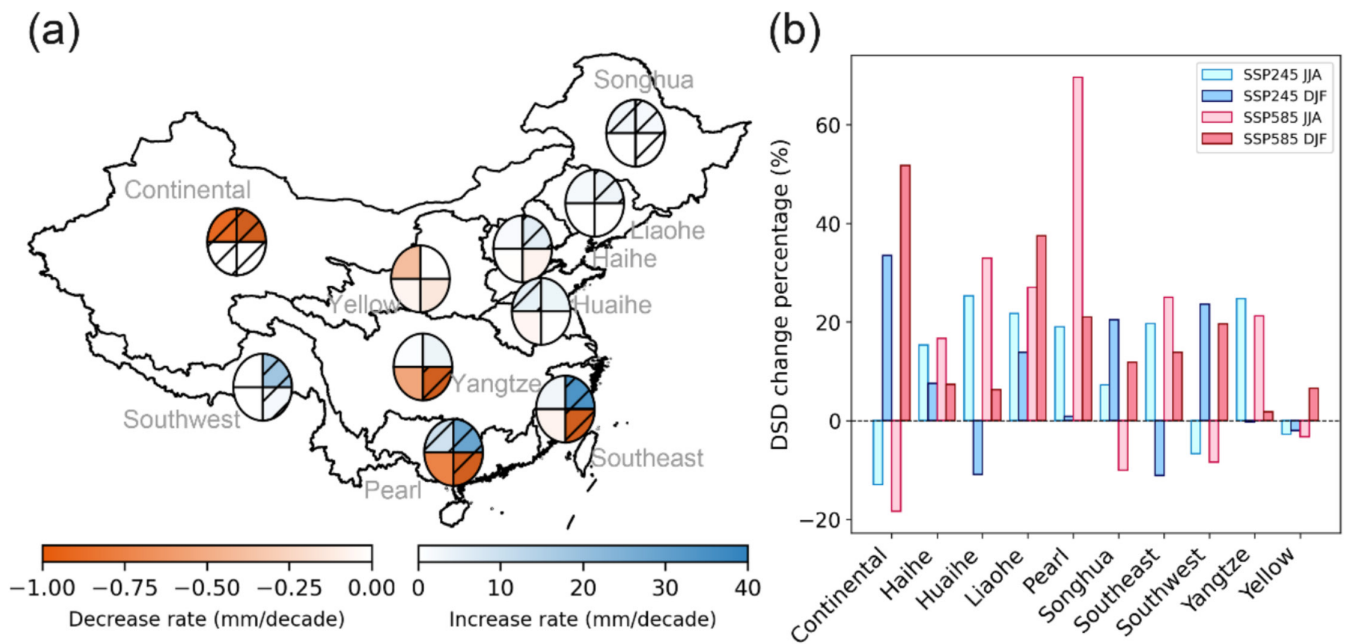 (a)
Songhua
Continental
Liaohe
Haihe
Yellow
Huaihe
Yangtze
Southwest
Southeast
Pearl
−1.00 −0.75 −0.50 −0.25 0.00
Decrease rate (mm/decade)
0 10 20 30 40
Increase rate (mm/decade)
(b)
SSP245 JJA
SSP245 DJF
SSP585 JJA
SSP585 DJF
DSD change percentage (%)
60
40
20
0
−20
Continental
Haihe
Huaihe
Liaohe
Pearl
Songhua
Southeast
Southwest
Yangtze
Yellow